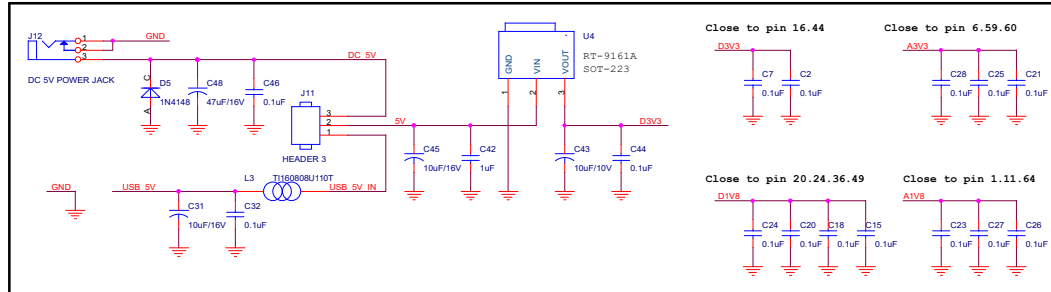 J12
1
2
3
GND
DC 5V POWER JACK
DC_5V
C
D5
1N4148
A
C48
47uF/16V
C46
0.1uF
J11
3
2
1
HEADER 3
5V
U4
RT-9161A
SOT-223
GND
VIN
VOUT
1
2
3
D3V3
C45
10uF/16V
C42
1uF
C43
10uF/10V
C44
0.1uF
GND
USB_5V
L3
TI160808U110T
USB_5V_IN
C31
10uF/16V
C32
0.1uF
Close to pin 16.44
D3V3
C7
0.1uF
C2
0.1uF
Close to pin 6.59.60
A3V3
C28
0.1uF
C25
0.1uF
C21
0.1uF
Close to pin 20.24.36.49
D1V8
C24
0.1uF
C20
0.1uF
C18
0.1uF
C15
0.1uF
Close to pin 1.11.64
A1V8
C23
0.1uF
C27
0.1uF
C26
0.1uF